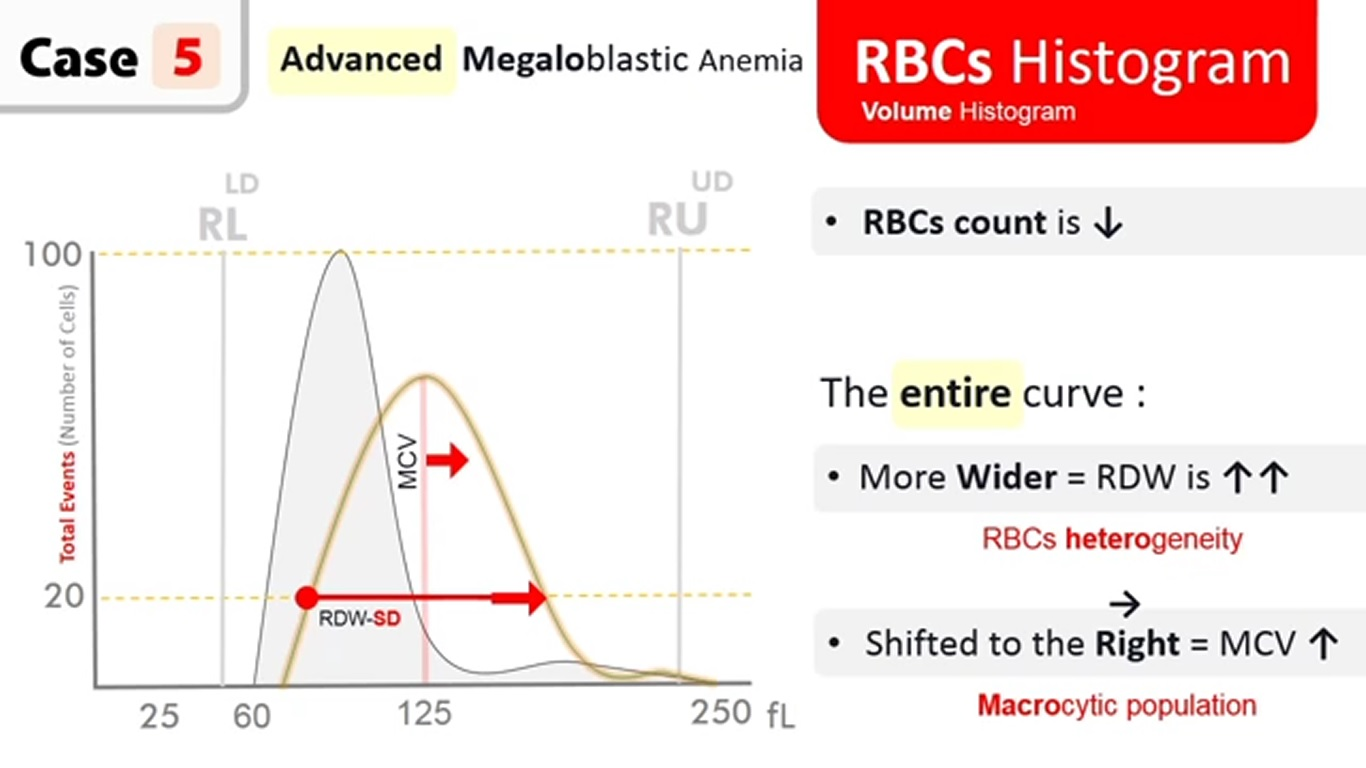 Case 5
Advanced Megaloblastic Anemia
RBCs Histogram
Volume Histogram
LD
RL
UD
RU
100
20
Total Events (Number of Cells)
MCV
RDW-SD
25 60 125 250 fL
• RBCs count is ↓
The entire curve :
• More Wider = RDW is ↑↑
RBCs heterogeneity
→
• Shifted to the Right = MCV ↑
Macrocytic population